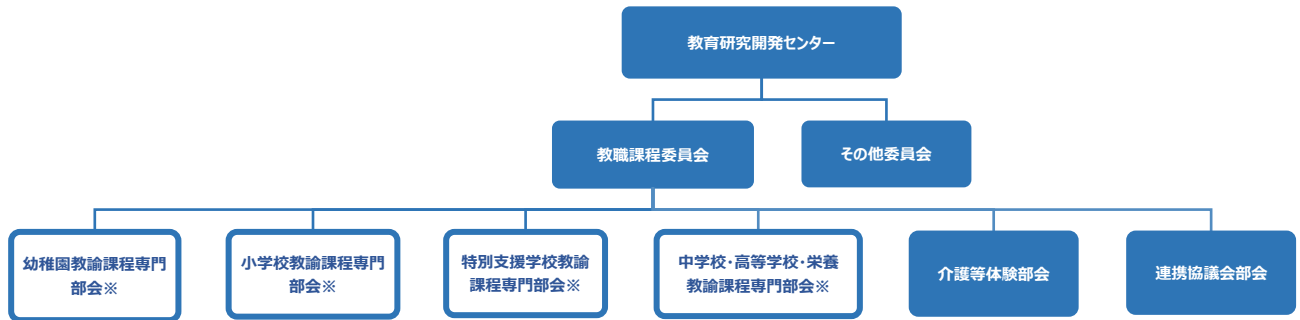 教育研究開発センター
教職課程委員会
その他委員会
幼稚園教諭課程専門
部会※
小学校教諭課程専門
部会※
特別支援学校教諭
課程専門部会※
中学校・高等学校・栄養
教諭課程専門部会※
介護等体験部会
連携協議会部会